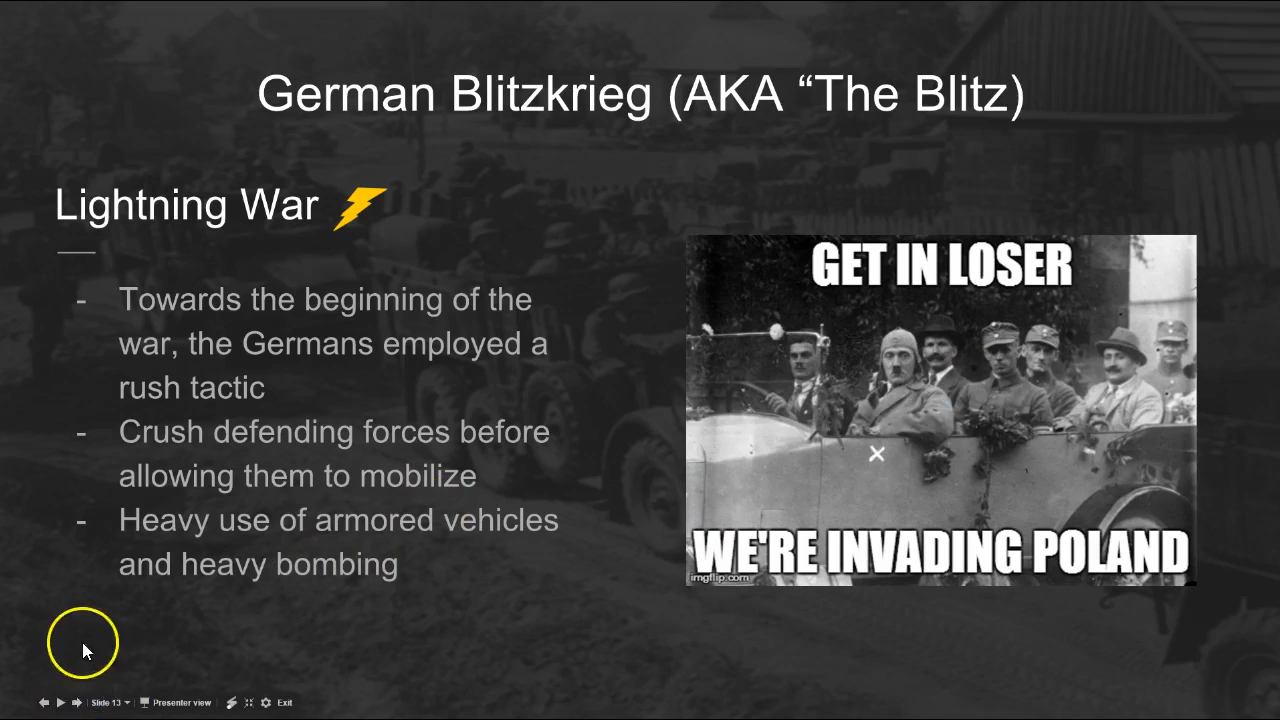 German Blitzkrieg (AKA “The Blitz)
Lightning War
- Towards the beginning of the
war, the Germans employed a
rush tactic
- Crush defending forces before
allowing them to mobilize
- Heavy use of armored vehicles
and heavy bombing
GET IN LOSER
WE'RE INVADING POLAND
imgflip.com
Slide 13 Presenter view Exit